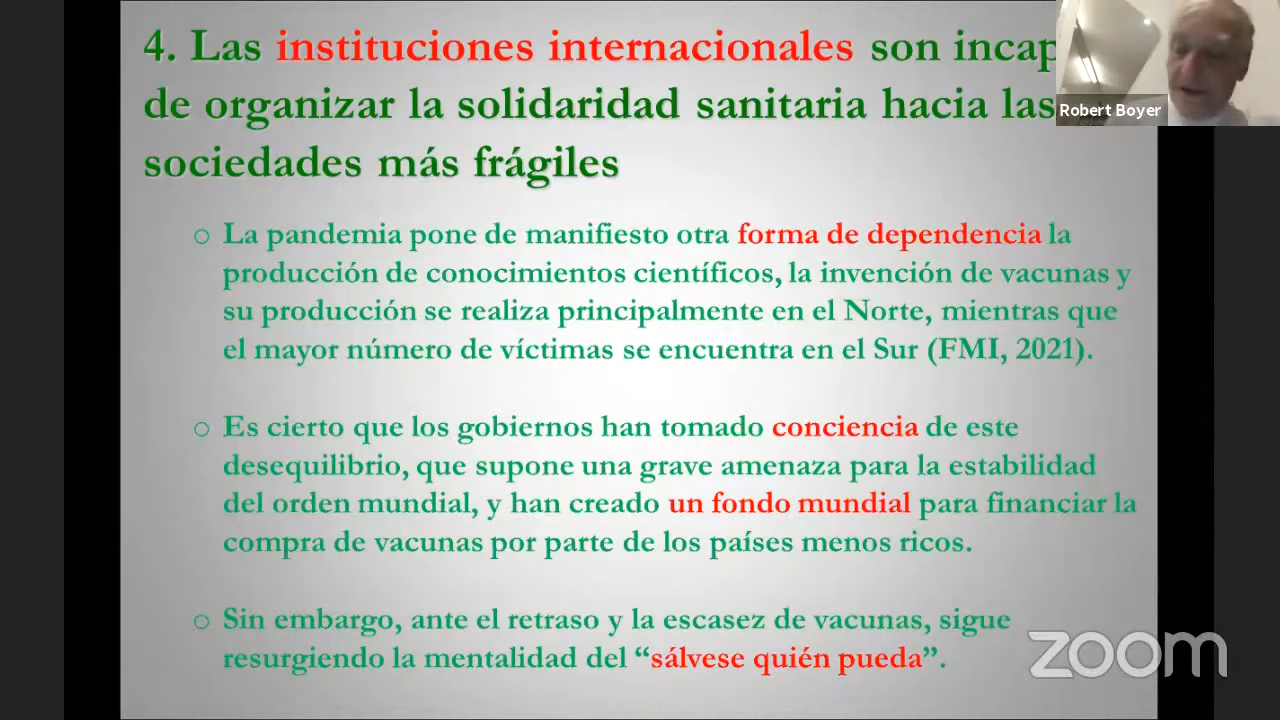 4. Las instituciones internacionales son incap
de organizar la solidaridad sanitaria hacia las
sociedades más frágiles
Robert Boyer
La pandemia pone de manifiesto otra forma de dependencia la
producción de conocimientos científicos, la invención de vacunas y
su producción se realiza principalmente en el Norte, mientras que
el mayor número de víctimas se encuentra en el Sur (FMI, 2021).
Es cierto que los gobiernos han tomado conciencia de este
desequilibrio, que supone una grave amenaza para la estabilidad
del orden mundial, y han creado un fondo mundial para financiar la
compra de vacunas por parte de los países menos ricos.
Sin embargo, ante el retraso y la escasez de vacunas, sigue
resurgiendo la mentalidad del “sálvese quién pueda”.
zoom